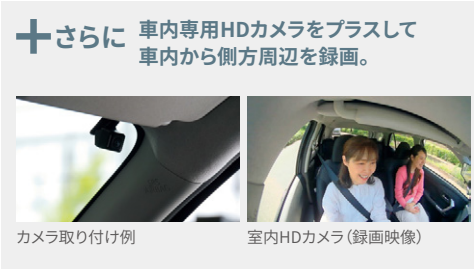 ＋さらに 車内専用HDカメラをプラスして
車内から側方周辺を録画。
カメラ取り付け例
室内HDカメラ（録画映像）